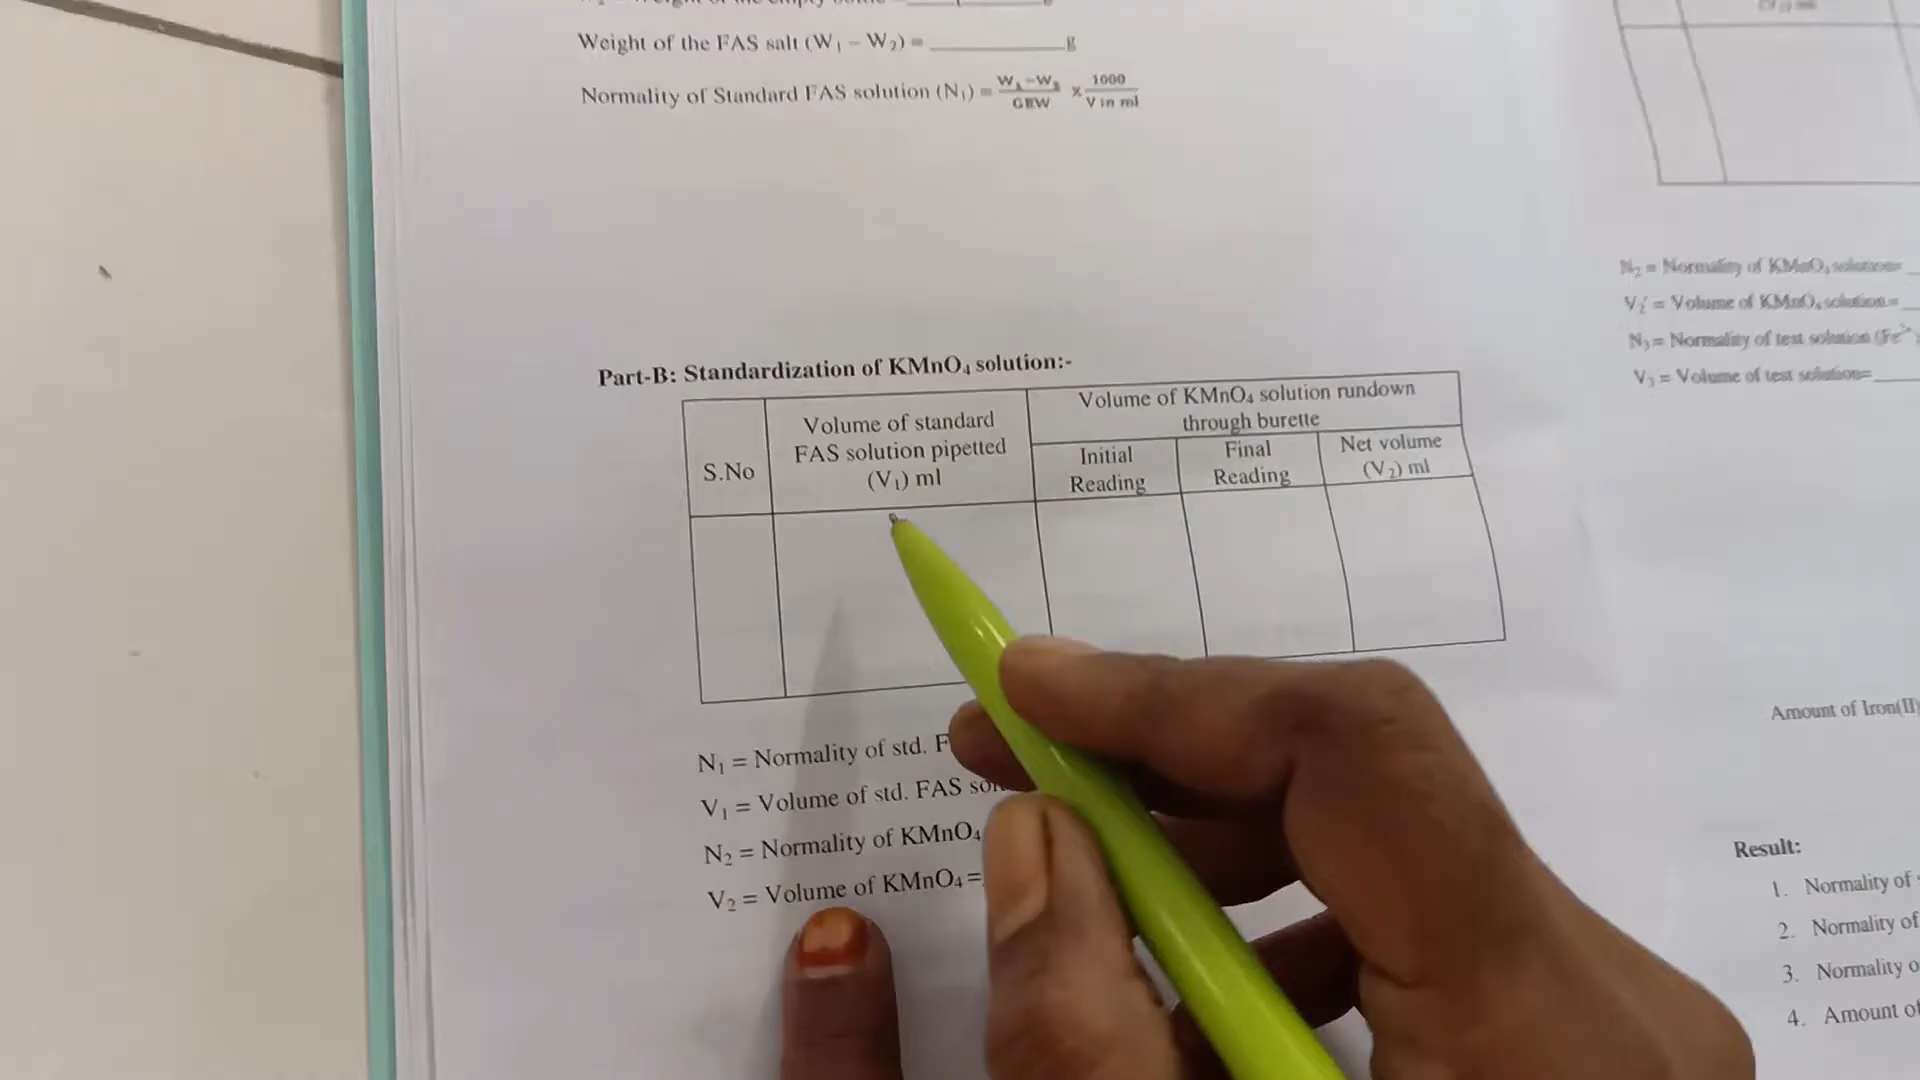 Weight of the FAS salt (W₁ – W₂) = ____________g
Normality of Standard FAS solution (N₁) = 
1000
GEW × V in ml
Part-B: Standardization of KMnO₄ solution:-
S.No
Volume of standard
FAS solution pipetted
(V₁) ml
Volume of KMnO₄ solution rundown
through burette
Initial
Reading
Final
Reading
Net volume
(V₂) ml
N₁ = Normality of std. F
V₁ = Volume of std. FAS
N₂ = Normality of KMnO₄
V₂ = Volume of KMnO₄ =
N₂ = Normality of KMnO₄ solution=
V₂′ = Volume of KMnO₄ solution=
N₃ = Normality of test solution (Fe²⁺
V₃ = Volume of test solution=
Amount of Iron(II)
Result:
1. Normality of
2. Normality of
3. Normality o
4. Amount of